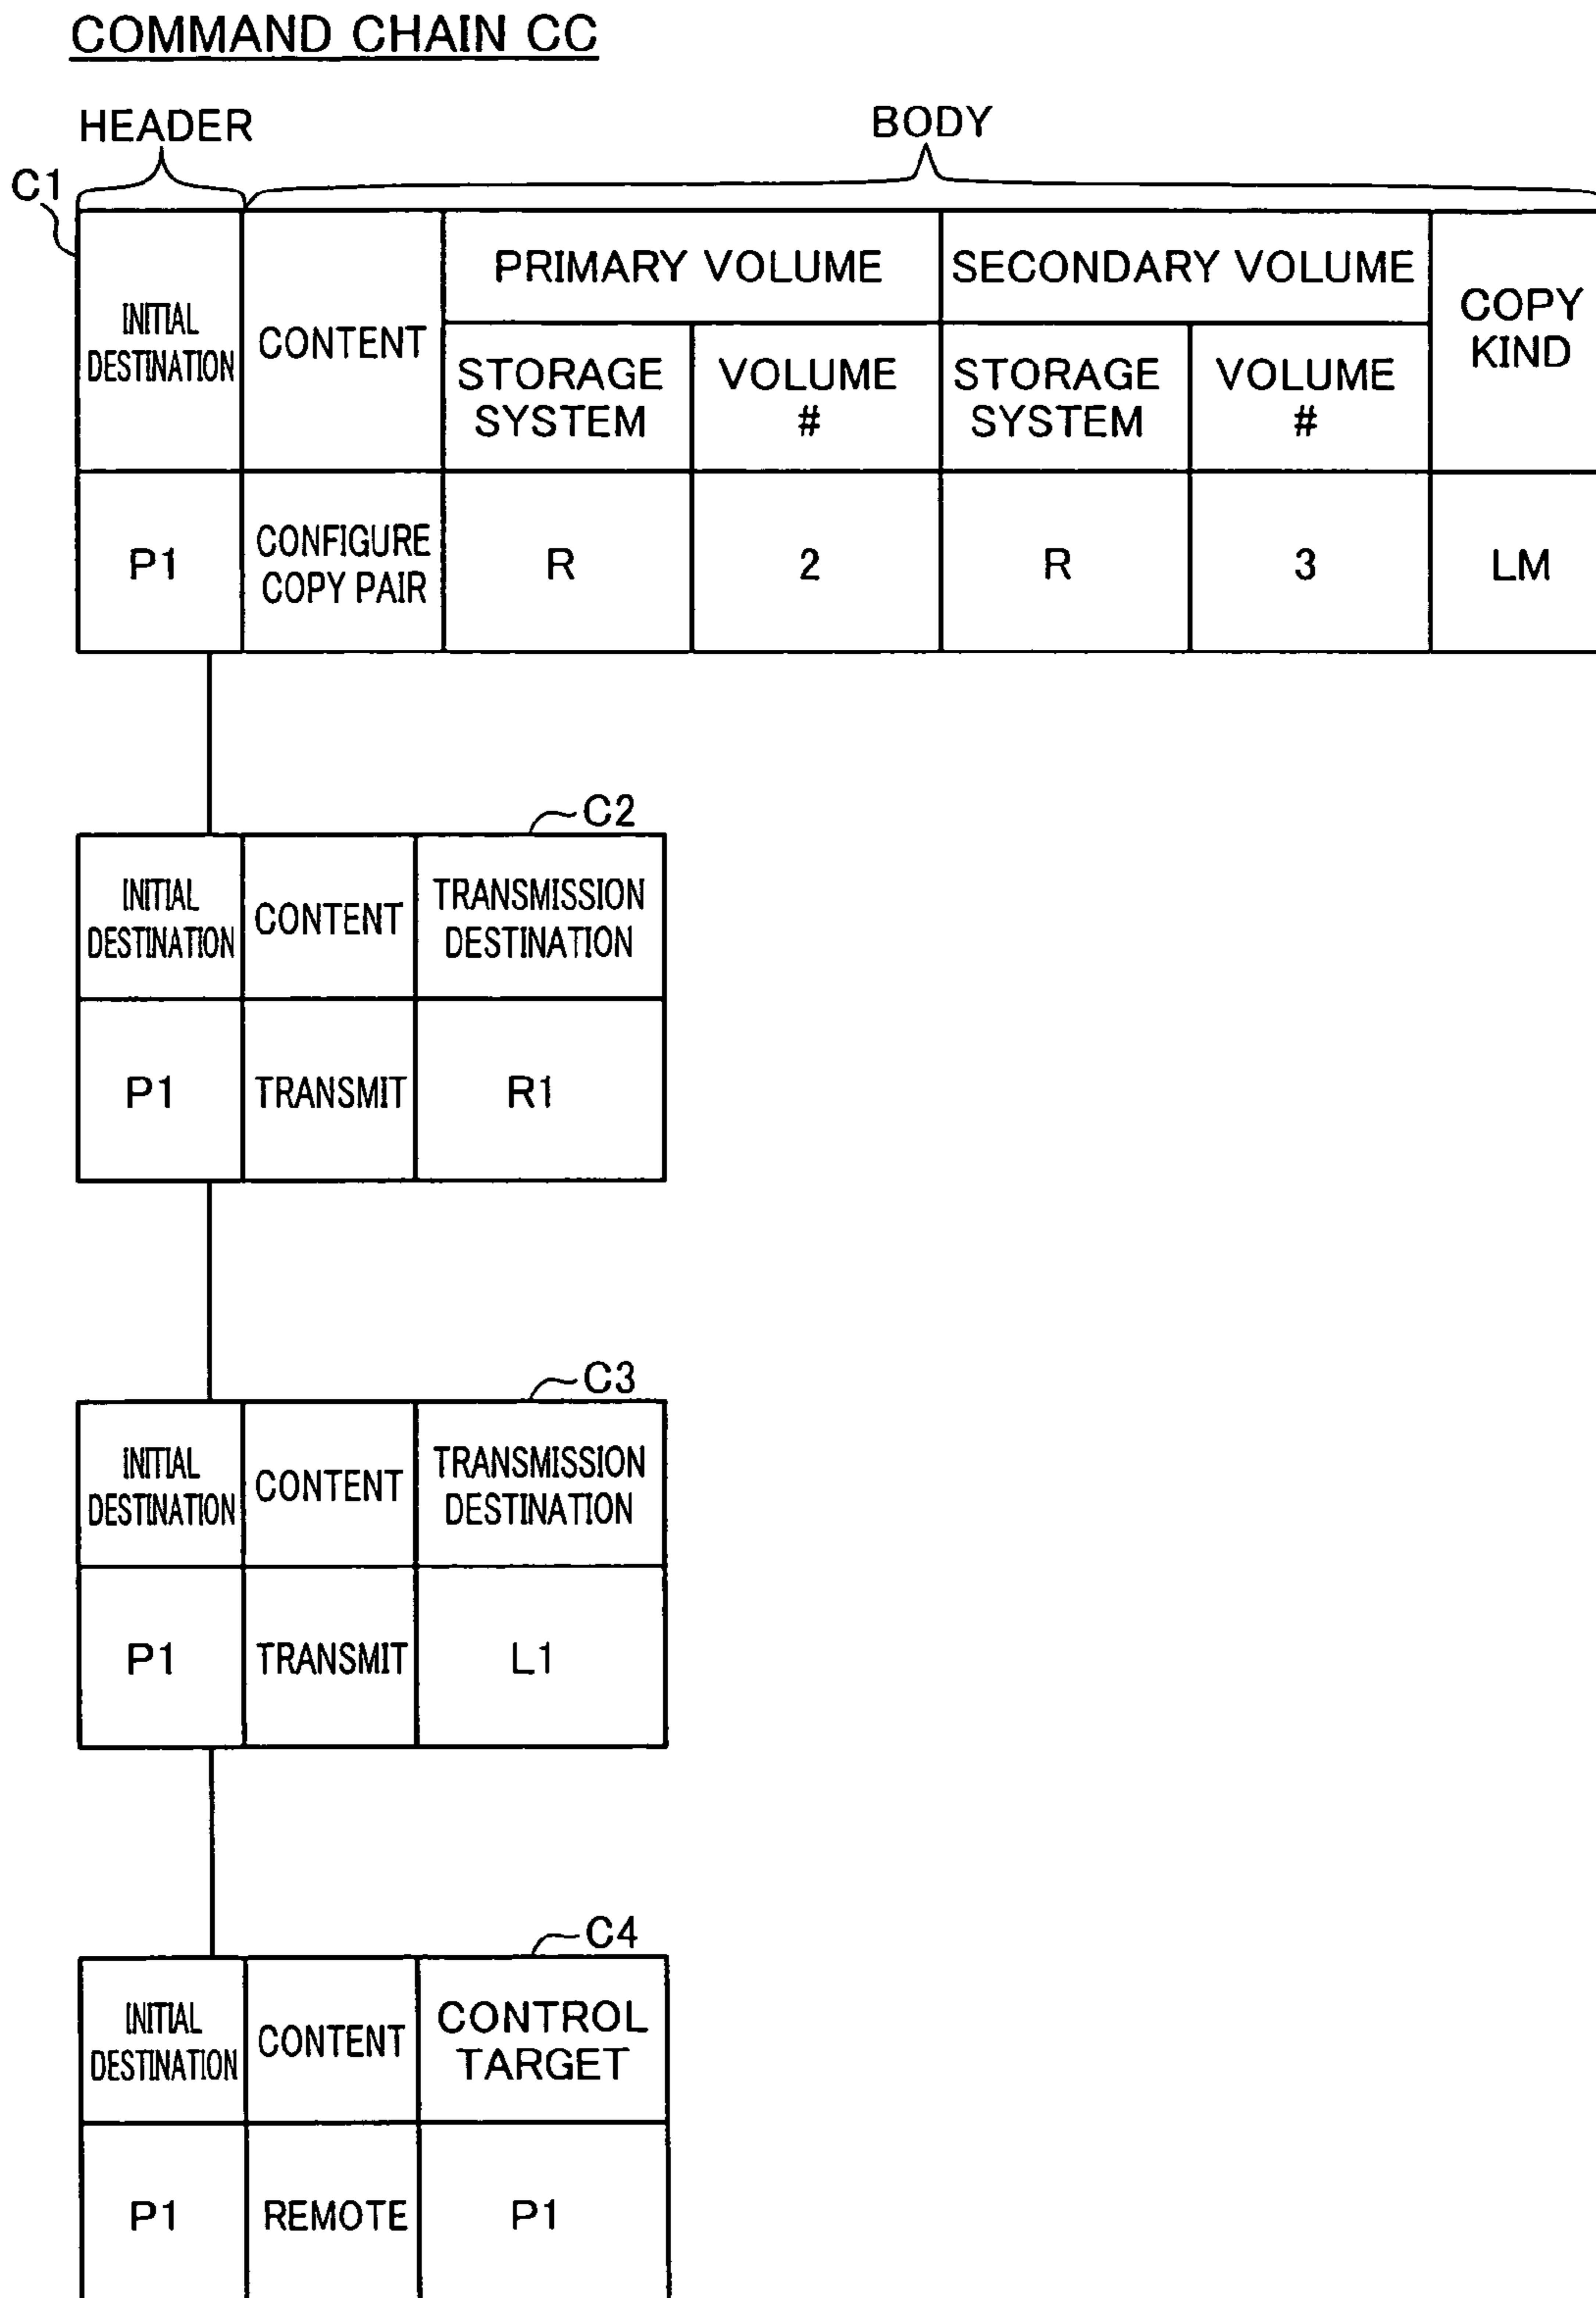 COMMAND CHAIN CC
HEADER
BODY
C1
INITIAL
DESTINATION
CONTENT
PRIMARY VOLUME
SECONDARY VOLUME
COPY
KIND
STORAGE
SYSTEM
VOLUME
#
STORAGE
SYSTEM
VOLUME
#
P1
CONFIGURE
COPY PAIR
R
2
R
3
LM
C2
INITIAL
DESTINATION
CONTENT
TRANSMISSION
DESTINATION
P1
TRANSMIT
R1
C3
INITIAL
DESTINATION
CONTENT
TRANSMISSION
DESTINATION
P1
TRANSMIT
L1
C4
INITIAL
DESTINATION
CONTENT
CONTROL
TARGET
P1
REMOTE
P1